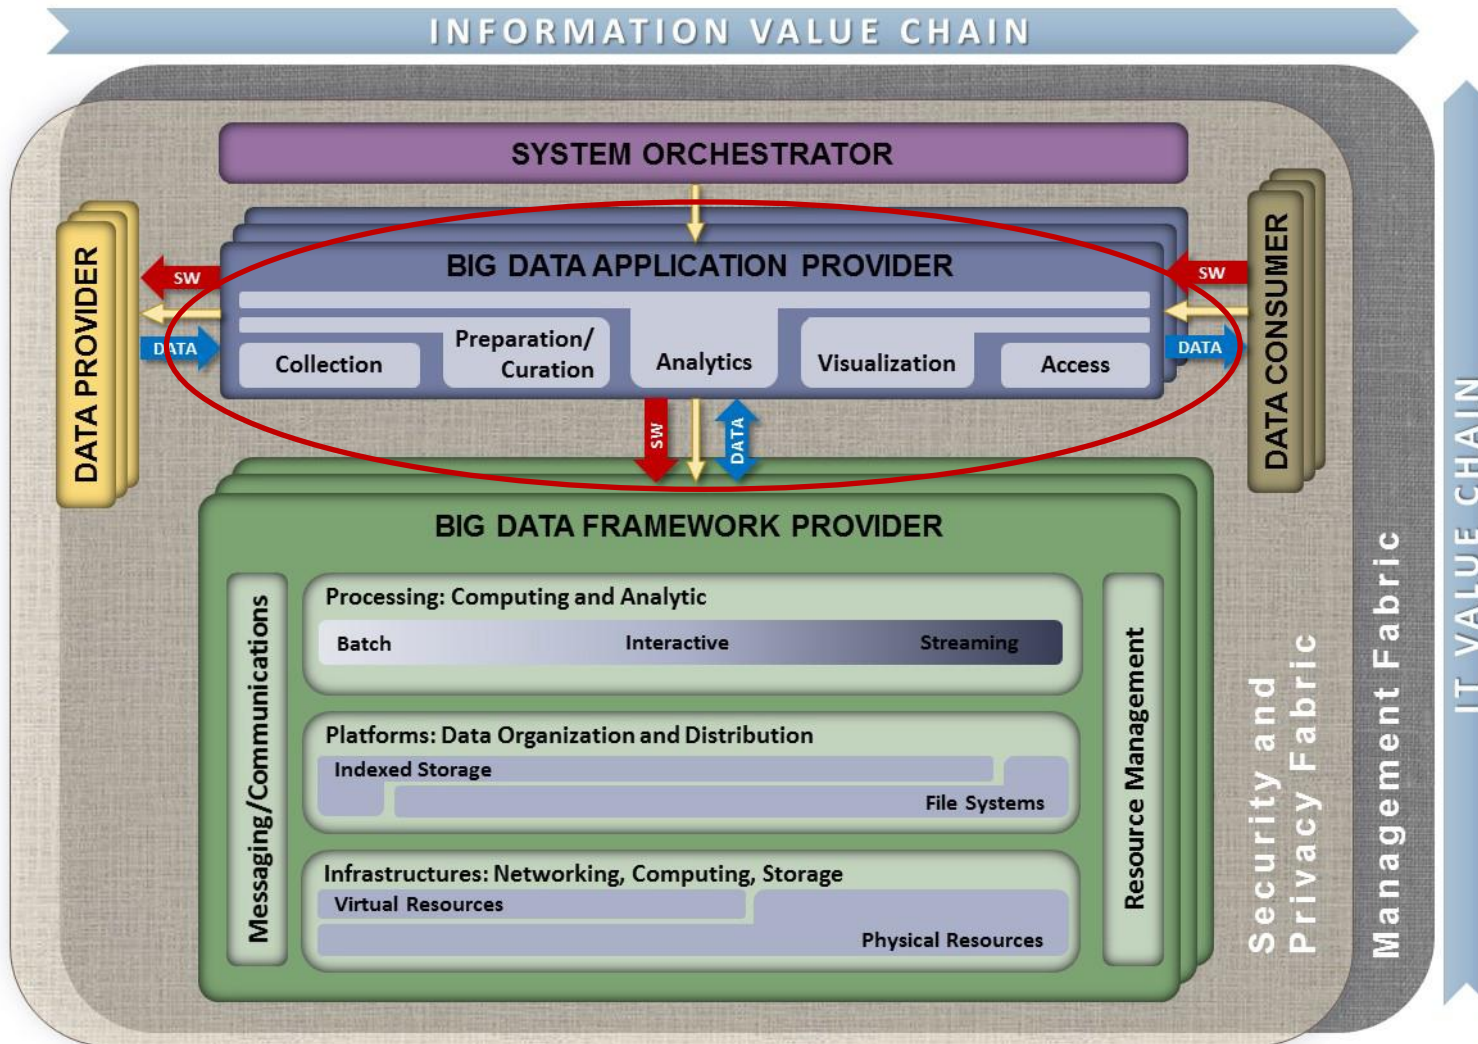 INFORMATION VALUE CHAIN
SYSTEM ORCHESTRATOR
DATA PROVIDER
SW
DATA
BIG DATA APPLICATION PROVIDER
Collection
Preparation/
Curation
Analytics
Visualization
Access
SW
DATA
DATA CONSUMER
SW
DATA
BIG DATA FRAMEWORK PROVIDER
Messaging/Communications
Processing: Computing and Analytic
Batch
Interactive
Streaming
Platforms: Data Organization and Distribution
Indexed Storage
File Systems
Infrastructures: Networking, Computing, Storage
Virtual Resources
Physical Resources
Resource Management
Security and
Privacy Fabric
Management Fabric
IT VALUE CHAIN